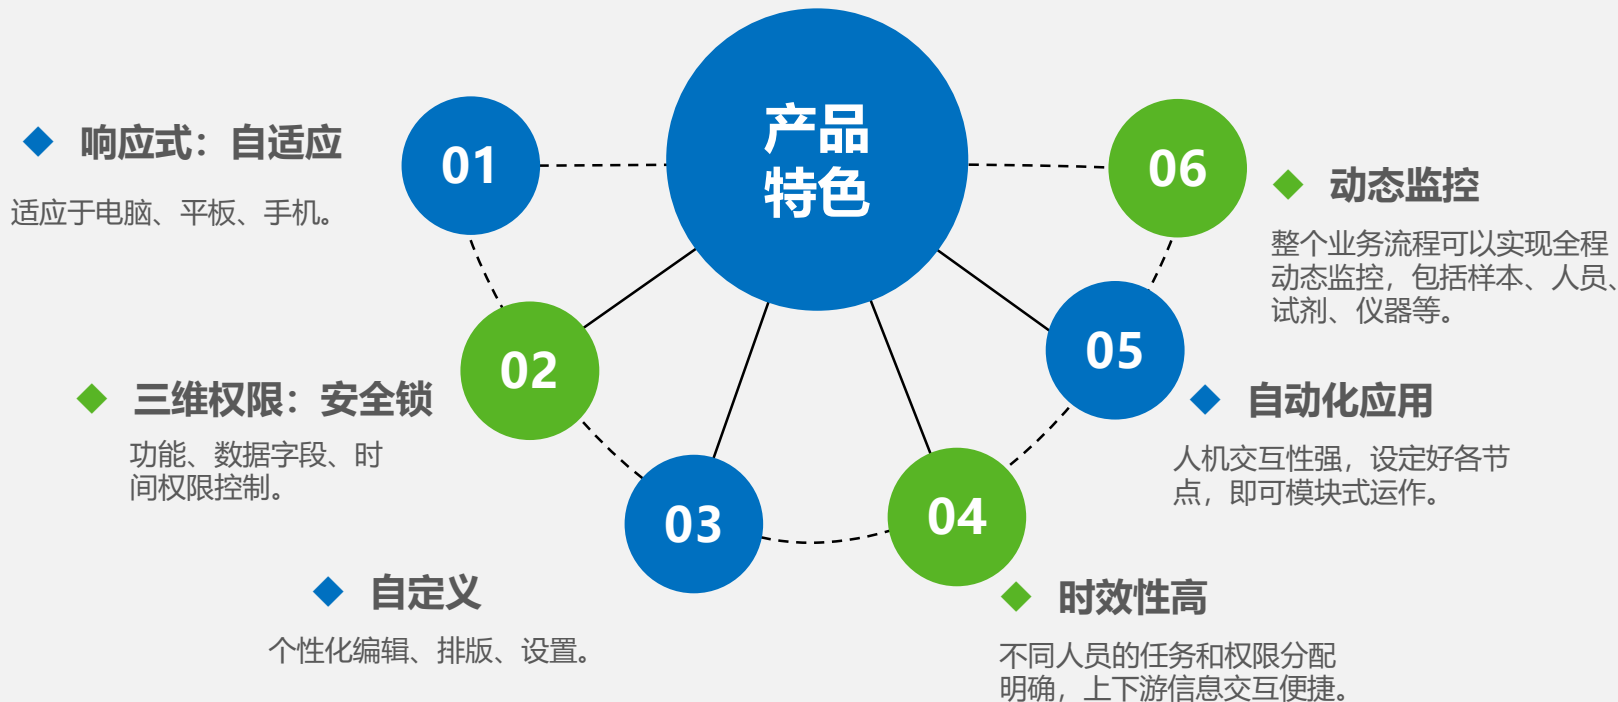 产品
特色
01
响应式：自适应
适应于电脑、平板、手机。
02
三维权限：安全锁
功能、数据字段、时
间权限控制。
03
自定义
个性化编辑、排版、设置。
04
时效性高
不同人员的任务和权限分配
明确，上下游信息交互便捷。
05
自动化应用
人机交互性强，设定好各节
点，即可模块式运作。
06
动态监控
整个业务流程可以实现全程
动态监控，包括样本、人员、
试剂、仪器等。